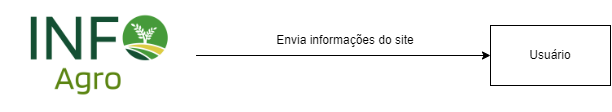 INFO
Agro
Envia informações do site
Usuário